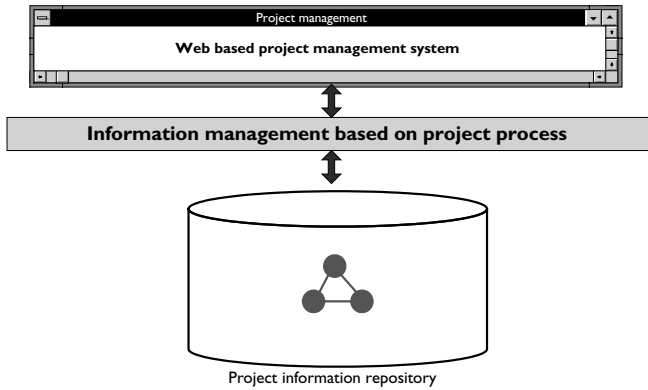 Project management
Web based project management system
Information management based on project process
Project information repository